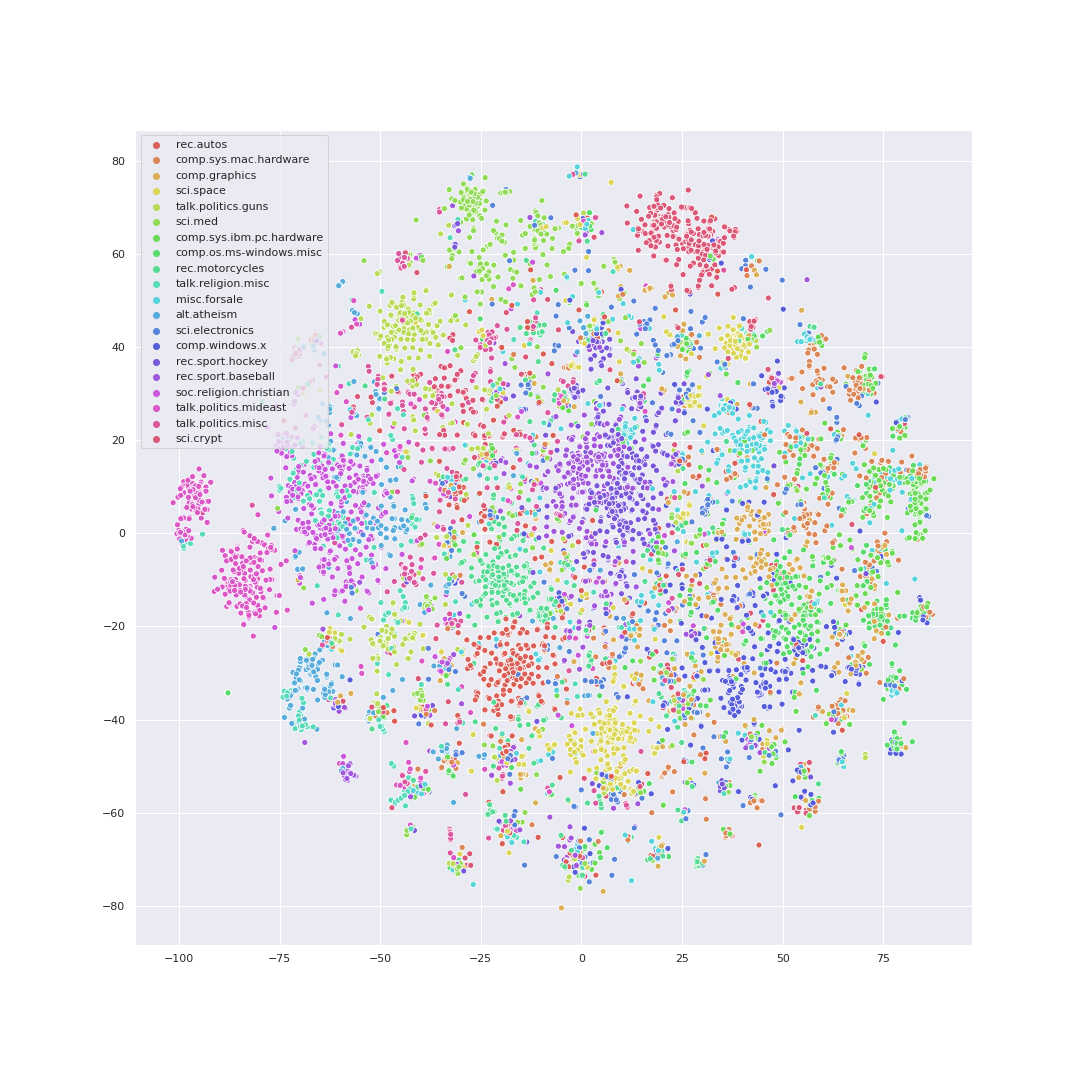 80
60
40
20
0
−20
−40
−60
−80
rec.autos
comp.sys.mac.hardware
comp.graphics
sci.space
talk.politics.guns
sci.med
comp.sys.ibm.pc.hardware
comp.os.ms-windows.misc
rec.motorcycles
talk.religion.misc
misc.forsale
alt.atheism
sci.electronics
comp.windows.x
rec.sport.hockey
rec.sport.baseball
soc.religion.christian
talk.politics.mideast
talk.politics.misc
sci.crypt
−100 −75 −50 −25 0 25 50 75